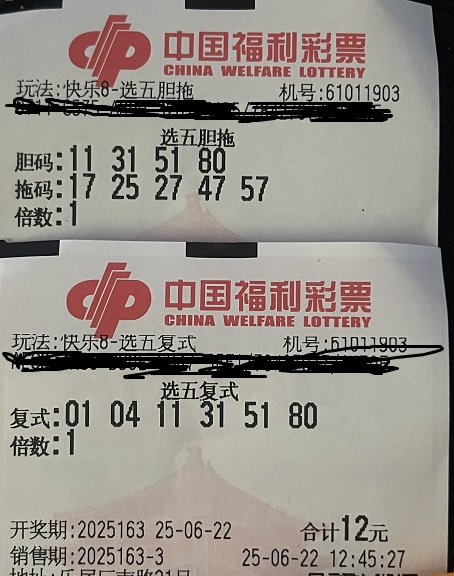 中国福利彩票
CHINA WELFARE LOTTERY
玩法:快乐8-选五胆拖 机号:61011903
选五胆拖
胆码:11 31 51 80
拖码:17 25 27 47 57
倍数:1
中国福利彩票
CHINA WELFARE LOTTERY
玩法:快乐8-选五复式 机号:61011903
选五复式
复式:01 04 11 31 51 80
倍数:1
开奖期:2025163 25-06-22 合计12元
销售期:2025163-3 25-06-22 12:45:27